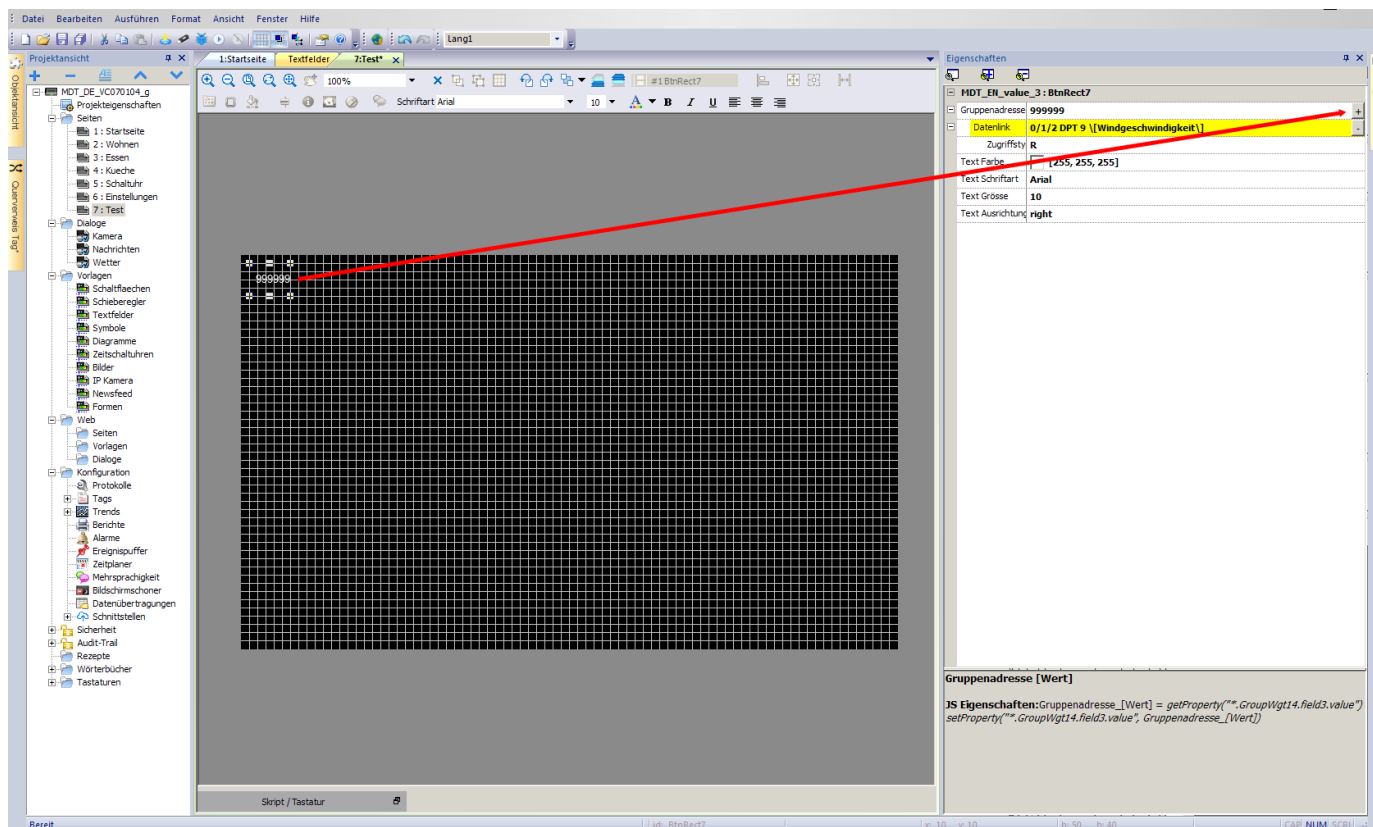 Datei Bearbeiten Ausführen Format Ansicht Fenster Hilfe
Lang1
Projektansicht
1:Startseite Textfelder 7:Test* x
Eigenschaften
Objektansicht
Querverweis Tag*
MDT_DE_VC070104_g
Projekteigenschaften
Seiten
1 : Startseite
2 : Wohnen
3 : Essen
4 : Kueche
5 : Schaltuhr
6 : Einstellungen
7 : Test
Dialoge
Kamera
Nachrichten
Wetter
Vorlagen
Schaltflaechen
Schieberegler
Textfelder
Symbole
Diagramme
Zeitschaltuhren
Bilder
IP Kamera
Newsfeed
Formen
Web
Seiten
Vorlagen
Dialoge
Konfiguration
Protokolle
Tags
Trends
Berichte
Alarme
Ereignispuffer
Zeitplaner
Mehrsprachigkeit
Bildschirmschoner
Datenübertragungen
Schnittstellen
Sicherheit
Audit-Trail
Rezepte
Wörterbücher
Tastaturen
100%
#1 BtnRect7
Schriftart Arial 10 A B I U
999999
Skript / Tastatur
MDT_EN_value_3 : BtnRect7
Gruppenadresse 999999 +
Datenlink 0/1/2 DPT 9 \[Windgeschwindigkeit\] -
Zugriffsty R
Text Farbe [255, 255, 255]
Text Schriftart Arial
Text Grösse 10
Text Ausrichtung right
Gruppenadresse [Wert]
JS Eigenschaften:Gruppenadresse_[Wert] = getProperty("*.GroupWgt14.field3.value")
setProperty("*.GroupWgt14.field3.value", Gruppenadresse_[Wert])
Bereit id: BtnRect7 x: 10 y: 10 b: 50 h: 40 CAP NUM SCRL